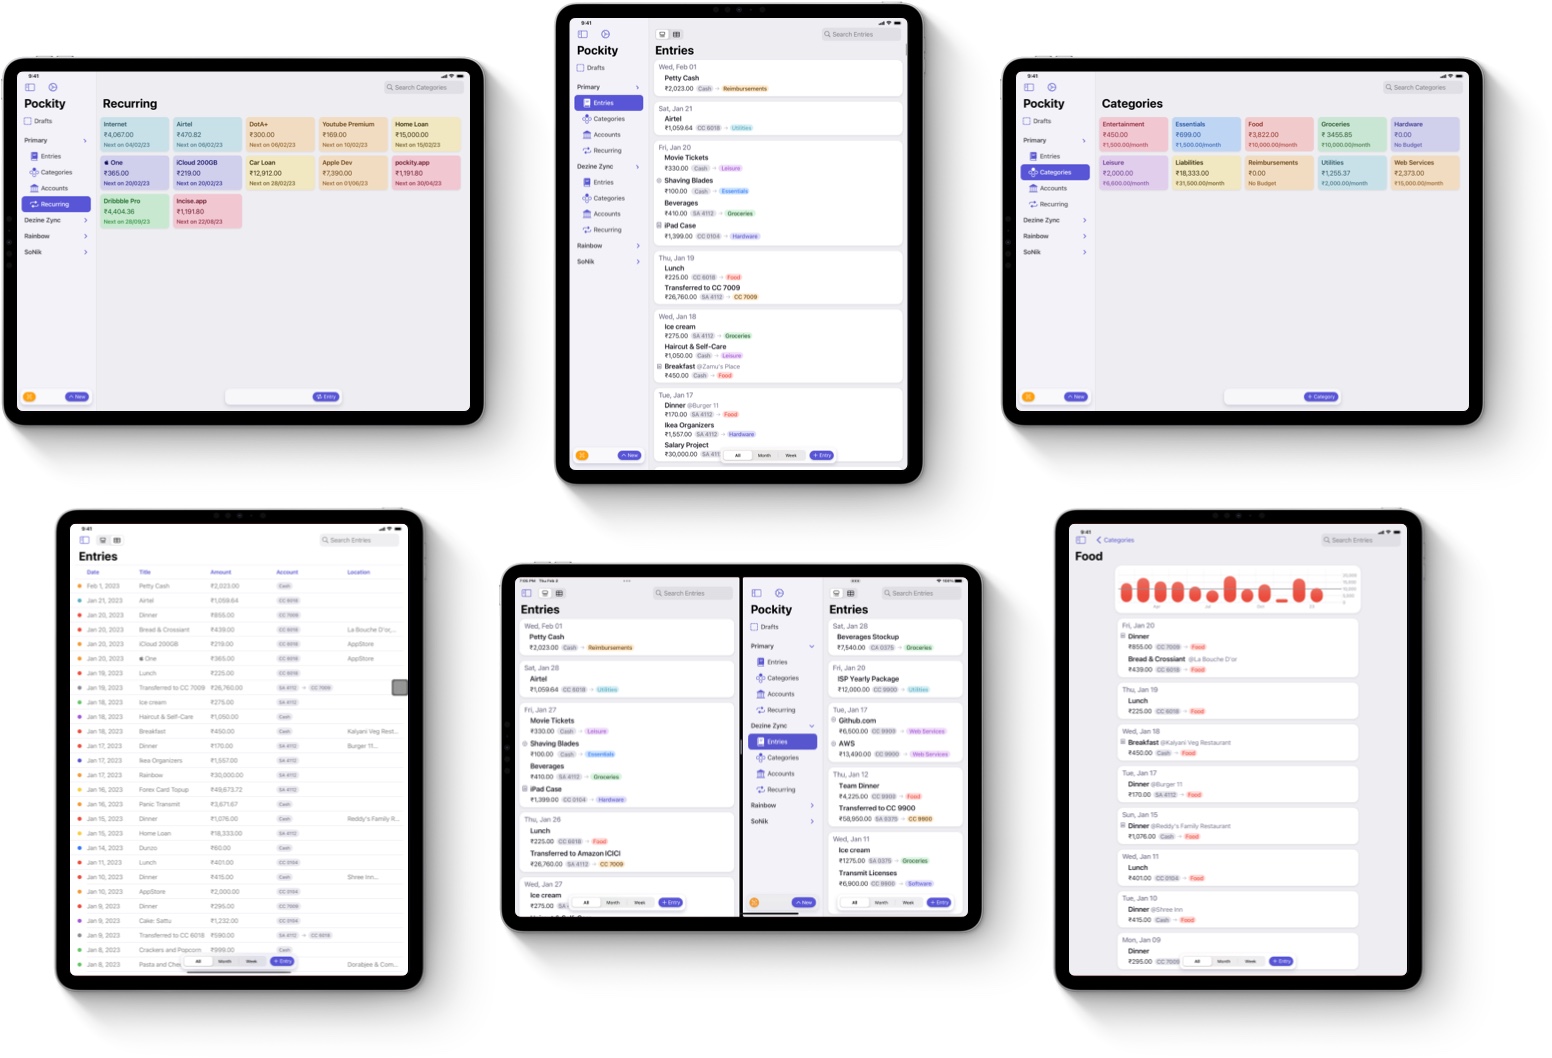 9:41
Pockity
Drafts
Primary
Entries
Categories
Accounts
Recurring
Dezine Zync
Rainbow
SoNik
New
Search Categories
Recurring
Internet
₹4,067.00
Next on 04/02/23
Airtel
₹470.82
Next on 06/02/23
DotA+
₹300.00
Next on 06/02/23
Youtube Premium
₹169.00
Next on 10/02/23
Home Loan
₹15,000.00
Next on 15/02/23
One
₹365.00
Next on 20/02/23
iCloud 200GB
₹219.00
Next on 20/02/23
Car Loan
₹12,912.00
Next on 28/02/23
Apple Dev
₹7,390.00
Next on 01/06/23
pockity.app
₹1,191.80
Next on 30/04/23
Dribbble Pro
₹4,404.36
Next on 28/09/23
Incise.app
₹1,191.80
Next on 22/08/23
Entry
9:41
Pockity
Drafts
Primary
Entries
Categories
Accounts
Recurring
Dezine Zync
Entries
Categories
Accounts
Recurring
Rainbow
SoNik
New
Search Entries
Entries
Wed, Feb 01
Petty Cash
₹2,023.00 Cash → Reimbursements
Sat, Jan 21
Airtel
₹1,059.64 CC 6018 → Utilities
Fri, Jan 20
Movie Tickets
₹330.00 Cash → Leisure
Shaving Blades
₹100.00 Cash → Essentials
Beverages
₹410.00 SA 4112 → Groceries
iPad Case
₹1,399.00 CC 0104 → Hardware
Thu, Jan 19
Lunch
₹225.00 CC 6018 → Food
Transferred to CC 7009
₹26,760.00 SA 4112 → CC 7009
Wed, Jan 18
Ice cream
₹275.00 SA 4112 → Groceries
Haircut & Self-Care
₹1,050.00 Cash → Leisure
Breakfast @Zamu's Place
₹450.00 Cash → Food
Tue, Jan 17
Dinner @Burger 11
₹170.00 SA 4112 → Food
Ikea Organizers
₹1,557.00 SA 4112 → Hardware
Salary Project
₹30,000.00 SA 411
All Month Week + Entry
9:41
Pockity
Drafts
Primary
Entries
Categories
Accounts
Recurring
Dezine Zync
Rainbow
SoNik
New
Search Categories
Categories
Entertainment
₹450.00
₹1,500.00/month
Essentials
₹699.00
₹1,500.00/month
Food
₹3,822.00
₹10,000.00/month
Groceries
₹ 3455.85
₹10,000.00/month
Hardware
₹0.00
No Budget
Leisure
₹2,000.00
₹6,600.00/month
Liabilities
₹18,333.00
₹31,500.00/month
Reimbursements
₹0.00
No Budget
Utilities
₹1,255.37
₹2,000.00/month
Web Services
₹2,373.00
₹15,000.00/month
+ Category
9:41
Search Entries
Entries
Date Title Amount Account Location
Feb 1, 2023 Petty Cash ₹2,023.00 Cash
Jan 21, 2023 Airtel ₹1,059.64 CC 6018
Jan 20, 2023 Dinner ₹855.00 CC 7009
Jan 20, 2023 Bread & Crossiant ₹439.00 CC 6018 La Bouche D'or,...
Jan 20, 2023 iCloud 200GB ₹219.00 CC 6018 AppStore
Jan 20, 2023 One ₹365.00 CC 6018 AppStore
Jan 19, 2023 Lunch ₹225.00 CC 6018
Jan 19, 2023 Transferred to CC 7009 ₹26,760.00 SA 4112 → CC 7009
Jan 18, 2023 Ice cream ₹275.00 SA 4112
Jan 18, 2023 Haircut & Self-Care ₹1,050.00 Cash
Jan 18, 2023 Breakfast ₹450.00 Cash Kalyani Veg Rest...
Jan 17, 2023 Dinner ₹170.00 SA 4112 Burger 11...
Jan 17, 2023 Ikea Organizers ₹1,557.00 SA 4112
Jan 17, 2023 Rainbow ₹30,000.00 SA 4112
Jan 16, 2023 Forex Card Topup ₹49,673.72 SA 4112
Jan 16, 2023 Panic Transmit ₹3,671.67 Cash
Jan 15, 2023 Dinner ₹1,076.00 Cash Reddy's Family R...
Jan 15, 2023 Home Loan ₹18,333.00 SA 4112
Jan 14, 2023 Dunzo ₹60.00 Cash
Jan 11, 2023 Lunch ₹401.00 CC 0104
Jan 10, 2023 Dinner ₹415.00 Cash Shree Inn...
Jan 10, 2023 AppStore ₹2,000.00 CC 0104
Jan 9, 2023 Dinner ₹295.00 CC 7009
Jan 9, 2023 Cake: Sattu ₹1,232.00 CC 0104
Jan 9, 2023 Transferred to CC 6018 ₹590.00 SA 4112 → CC 6018
Jan 8, 2023 Crackers and Popcorn ₹999.00 Cash
Jan 8, 2023 Pasta and Chee Dorabjee & Com...
All Month Week + Entry
7:06 PM Thu Feb 2
Search Entries
Entries
Wed, Feb 01
Petty Cash
₹2,023.00 Cash → Reimbursements
Sat, Jan 28
Airtel
₹1,059.64 CC 6018 → Utilities
Fri, Jan 27
Movie Tickets
₹330.00 Cash → Leisure
Shaving Blades
₹100.00 Cash → Essentials
Beverages
₹410.00 SA 4112 → Groceries
iPad Case
₹1,399.00 CC 0104 → Hardware
Thu, Jan 26
Lunch
₹225.00 CC 6018 → Food
Transferred to Amazon ICICI
₹26,760.00 SA 4112 → CC 7009
Wed, Jan 27
Ice cream
₹275.00 SA
All Month Week + Entry
Pockity
Drafts
Primary
Entries
Categories
Accounts
Recurring
Dezine Zync
Entries
Categories
Accounts
Recurring
Rainbow
SoNik
New
100%
Search Entries
Entries
Sat, Jan 28
Beverages Stockup
₹7,540.00 CA 0375 → Groceries
Fri, Jan 20
ISP Yearly Package
₹12,000.00 CC 9900 → Utilities
Tue, Jan 17
Github.com
₹6,500.00 CC 9900 → Web Services
AWS
₹13,490.00 CC 9900 → Web Services
Thu, Jan 12
Team Dinner
₹4,225.00 CC 9900 → Food
Transferred to CC 9900
₹58,950.00 SA 0375 → CC 9900
Wed, Jan 11
Ice cream
₹1275.00 SA 0375 → Groceries
Transmit Licenses
₹6,900.00 CC 9900 → Software
All Month Week + Entry
9:41
Categories
Search Entries
Food
20,000
15,000
10,000
5,000
0
Apr Jul Oct
Fri, Jan 20
Dinner
₹855.00 CC 7009 → Food
Bread & Crossiant @La Bouche D'or
₹439.00 CC 6018 → Food
Thu, Jan 19
Lunch
₹225.00 CC 6018 → Food
Wed, Jan 18
Breakfast @Kalyani Veg Restaurant
₹450.00 Cash → Food
Tue, Jan 17
Dinner @Burger 11
₹170.00 SA 4112 → Food
Sun, Jan 15
Dinner @Reddy's Family Restaurant
₹1,076.00 Cash → Food
Wed, Jan 11
Lunch
₹401.00 CC 0104 → Food
Tue, Jan 10
Dinner @Shree Inn
₹415.00 Cash → Food
Mon, Jan 09
Dinner
₹295.00 CC 7009
All Month Week + Entry